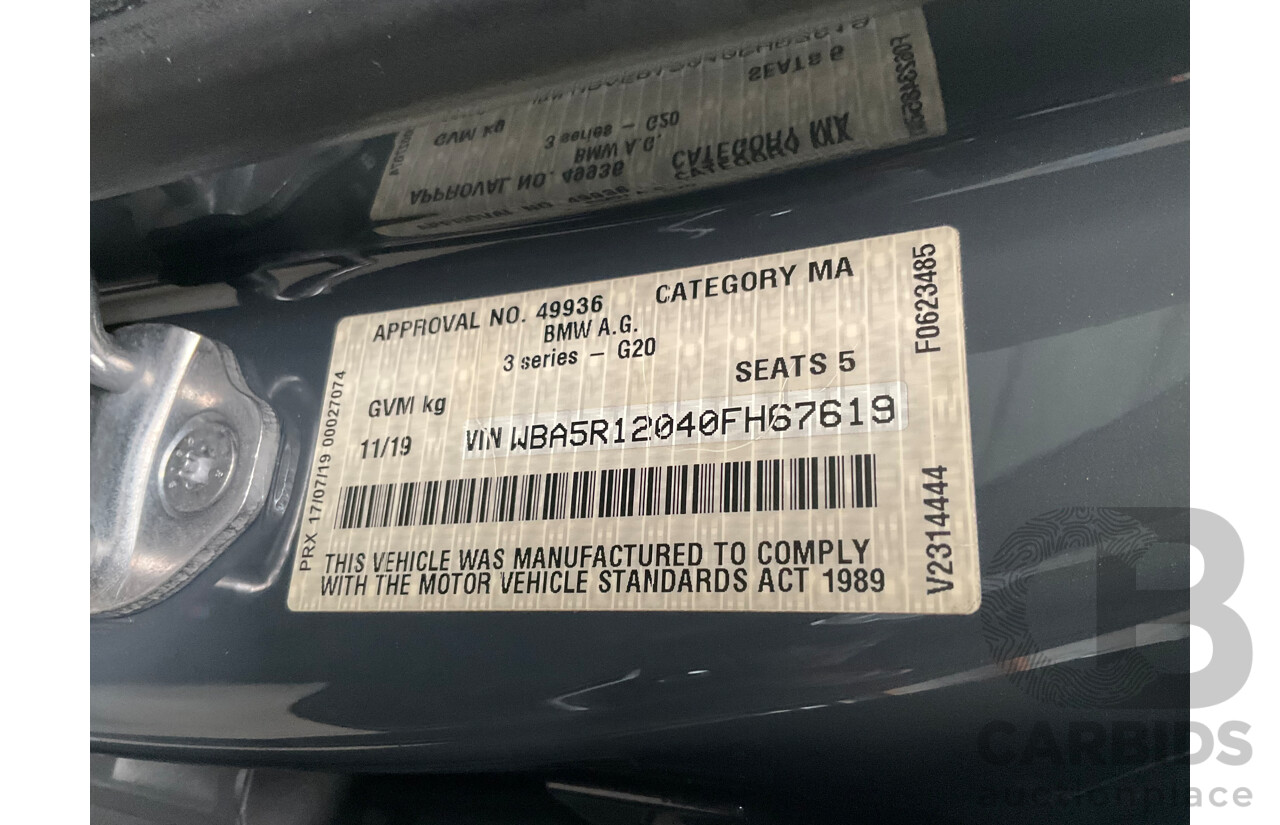 APPROVAL NO. 49936
CATEGORY MA
BMW A.G.
3 series – G20
SEATS 5
GVM kg
11/19
VIN WBA5R12040FH67619
THIS VEHICLE WAS MANUFACTURED TO COMPLY
WITH THE MOTOR VEHICLE STANDARDS ACT 1989
PRX 17/07/19 00027074
F0623485
V2314444
CB
CARBIDS
auctionplace